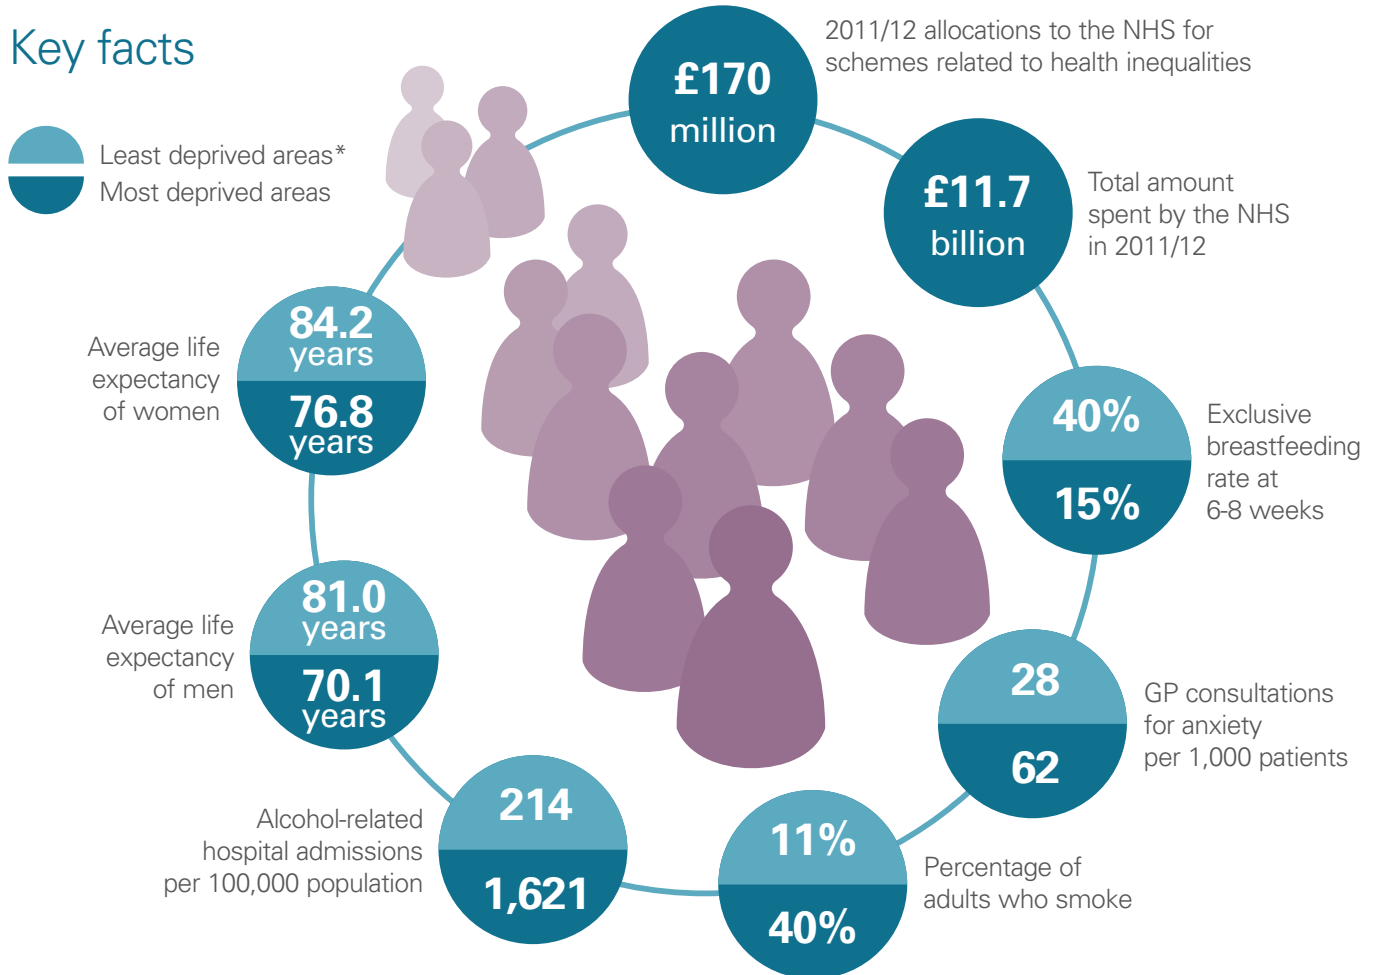 Key facts
Least deprived areas*
Most deprived areas
£170
million
2011/12 allocations to the NHS for
schemes related to health inequalities
£11.7
billion
Total amount
spent by the NHS
in 2011/12
40%
15%
Exclusive
breastfeeding
rate at
6-8 weeks
28
62
GP consultations
for anxiety
per 1,000 patients
11%
40%
Percentage of
adults who smoke
214
1,621
Alcohol-related
hospital admissions
per 100,000 population
81.0
years
70.1
years
Average life
expectancy
of men
84.2
years
76.8
years
Average life
expectancy
of women